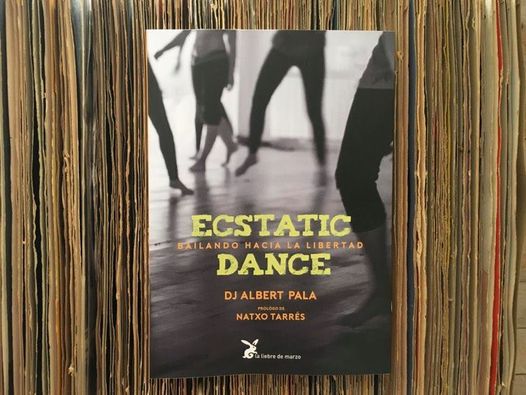 ECSTATIC
BAILANDO HACIA LA LIBERTAD
DANCE
DJ ALBERT PALA
PRÓLOGO DE
NATXO TARRÉS
la liebre de marzo